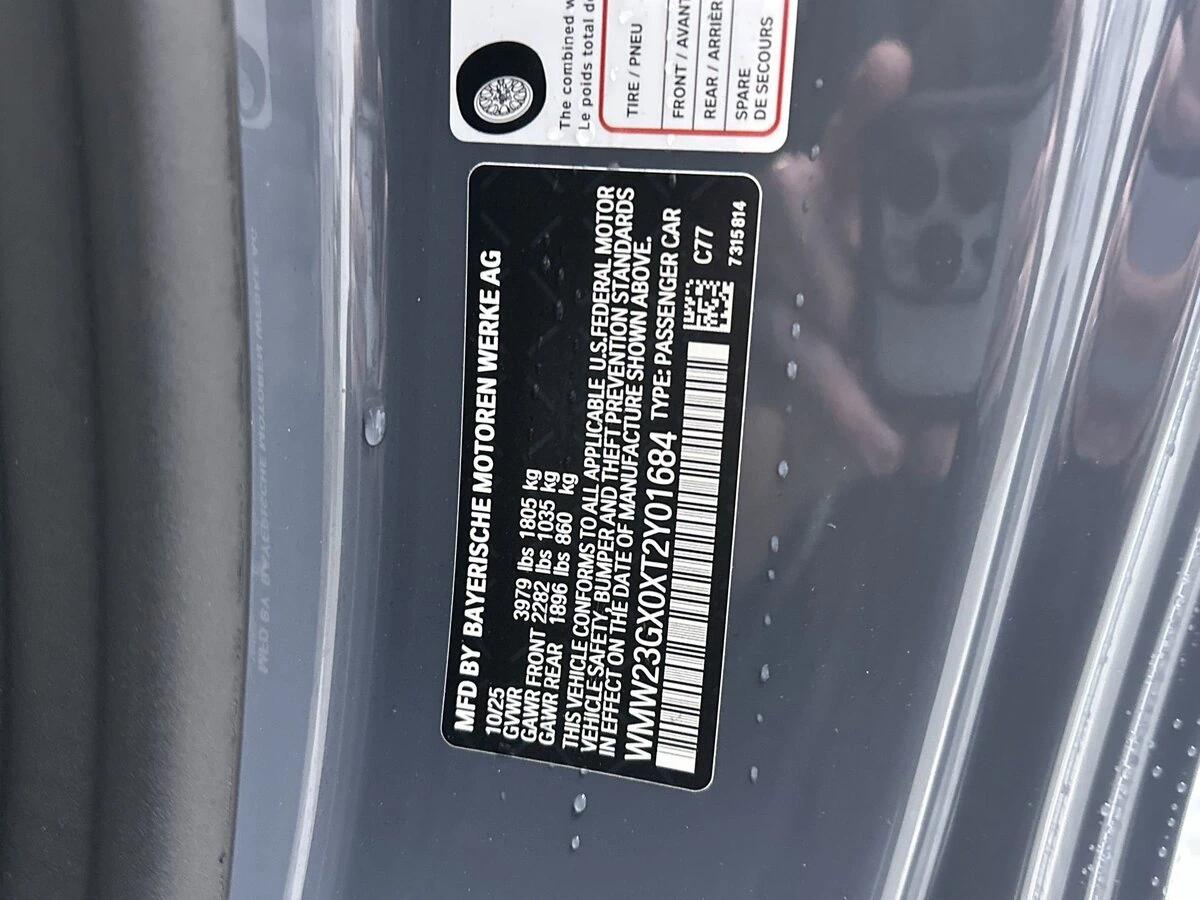 The combined w
Le poids total de
TIRE / PNEU
FRONT / AVANT
REAR / ARRIÈR
SPARE
DE SECOURS
MFD BY BAYERISCHE MOTOREN WERKE AG
10/25
GVWR 3979 lbs 1805 kg
GAWR FRONT 2282 lbs 1035 kg
GAWR REAR 1896 lbs 860 kg
THIS VEHICLE CONFORMS TO ALL APPLICABLE U.S.FEDERAL MOTOR
VEHICLE SAFETY, BUMPER AND THEFT PREVENTION STANDARDS
IN EFFECT ON THE DATE OF MANUFACTURE SHOWN ABOVE.
WMW23GX0XT2Y01684 TYPE: PASSENGER CAR
C77
7315814